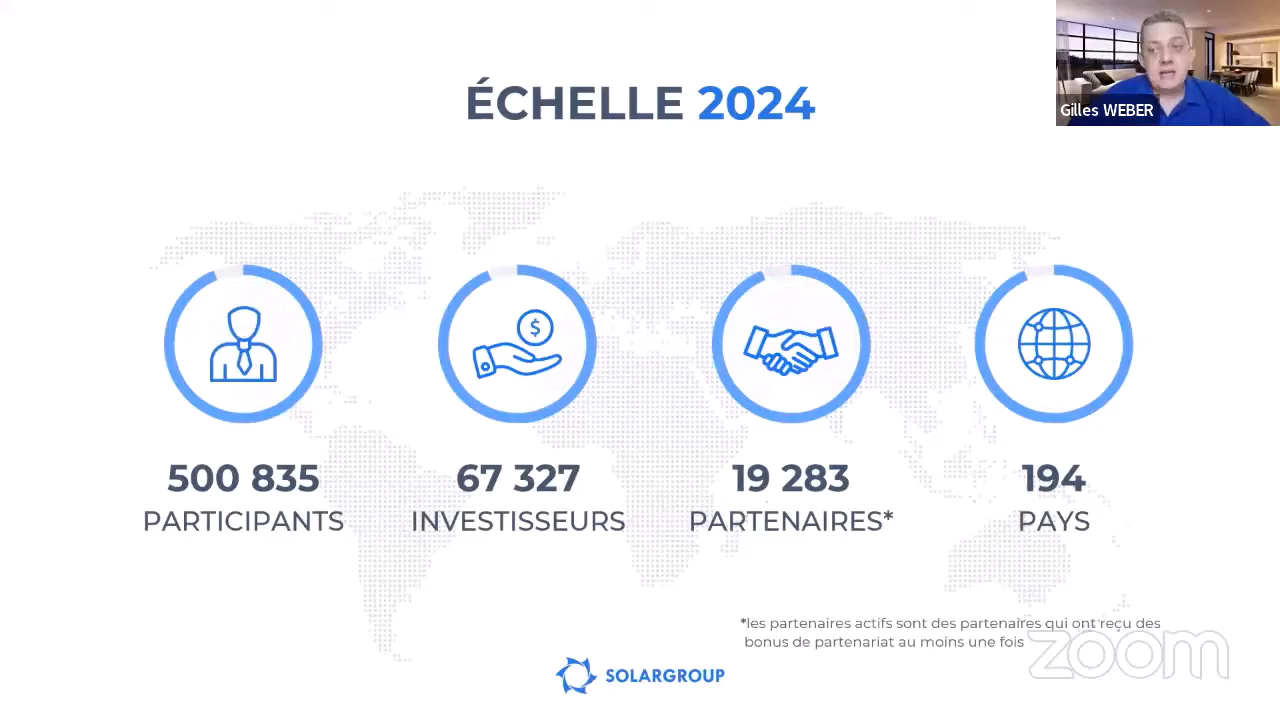 ÉCHELLE 2024
Gilles WEBER
$
500 835
PARTICIPANTS
67 327
INVESTISSEURS
19 283
PARTENAIRES*
194
PAYS
*les partenaires actifs sont des partenaires qui ont reçu des
bonus de partenariat au moins une fois
zoom
SOLARGROUP